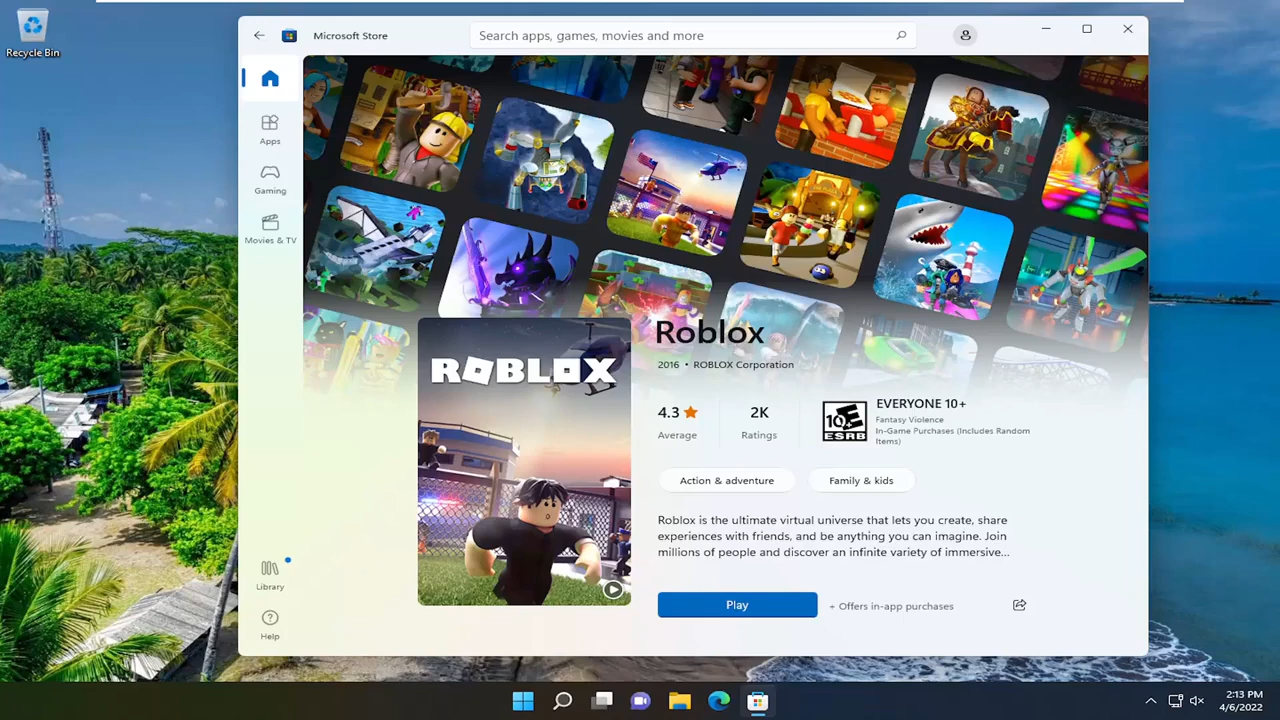 Recycle Bin
Microsoft Store
Search apps, games, movies and more
Apps
Gaming
Movies & TV
Library
Help
ROBLOX
Roblox
2016 • ROBLOX Corporation
4.3
Average
2K
Ratings
10+
E
ESRB
EVERYONE 10+
Fantasy Violence
In-Game Purchases (Includes Random
Items)
Action & adventure
Family & kids
Roblox is the ultimate virtual universe that lets you create, share
experiences with friends, and be anything you can imagine. Join
millions of people and discover an infinite variety of immersive...
Play
+ Offers in-app purchases
2:13 PM
4/6/2022